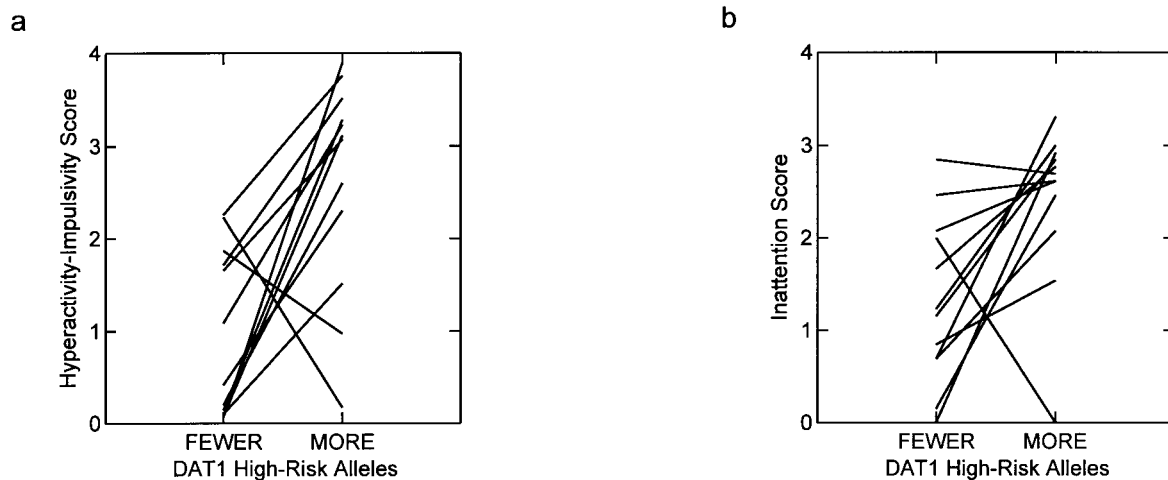 a
Hyperactivity-Impulsivity Score
4
3
2
1
0
FEWER
MORE
DAT1 High-Risk Alleles
b
Inattention Score
4
3
2
1
0
FEWER
MORE
DAT1 High-Risk Alleles